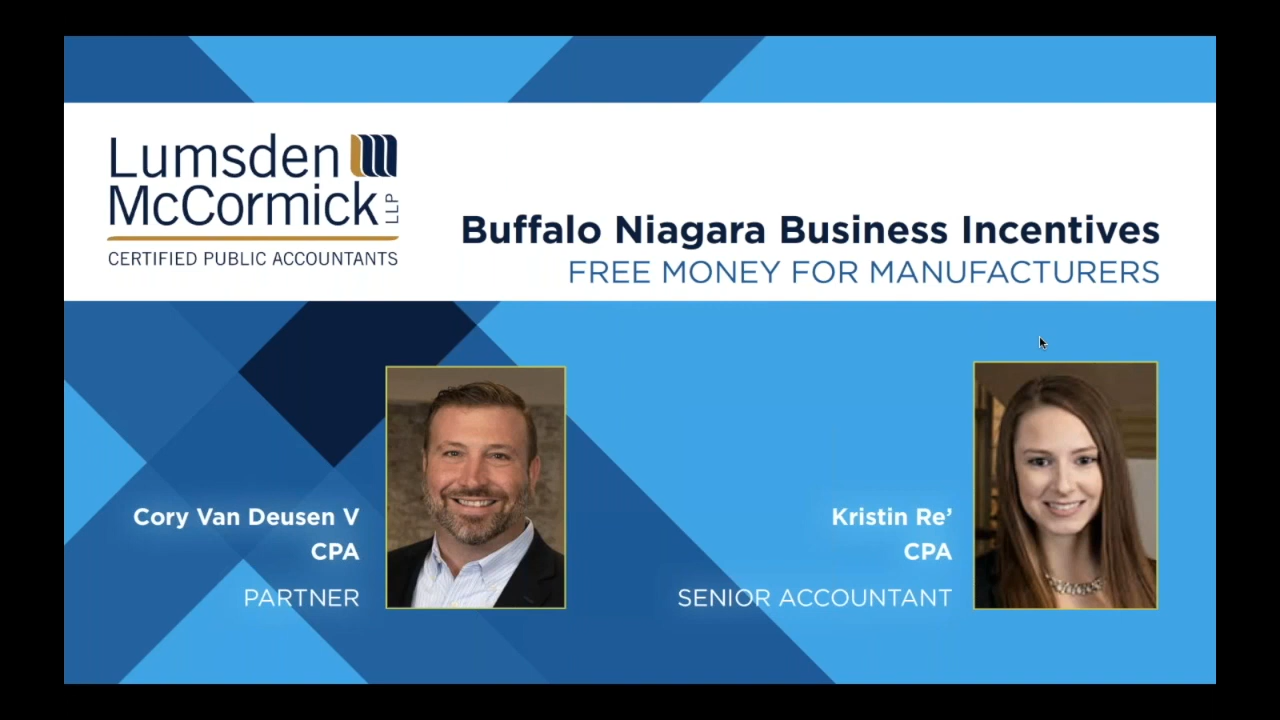 Lumsden
McCormick LLP
CERTIFIED PUBLIC ACCOUNTANTS
Buffalo Niagara Business Incentives
FREE MONEY FOR MANUFACTURERS
Cory Van Deusen V
CPA
PARTNER
Kristin Re’
CPA
SENIOR ACCOUNTANT